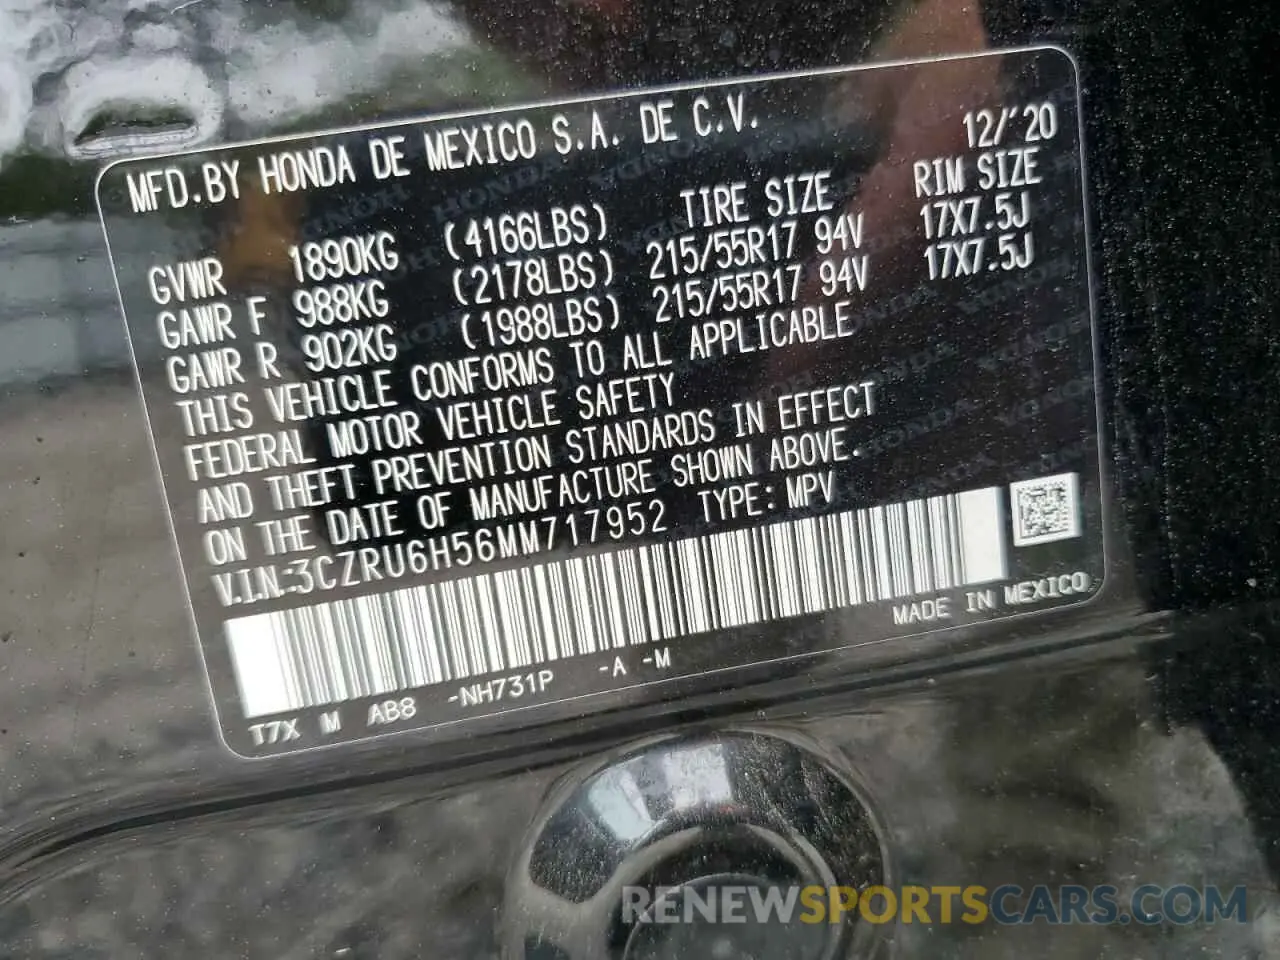 MFD.BY HONDA DE MEXICO S.A. DE C.V. 12/'20
TIRE SIZE RIM SIZE
GVWR 1890KG (4166LBS)
GAWR F 988KG (2178LBS) 215/55R17 94V 17X7.5J
GAWR R 902KG (1988LBS) 215/55R17 94V 17X7.5J
THIS VEHICLE CONFORMS TO ALL APPLICABLE
FEDERAL MOTOR VEHICLE SAFETY
AND THEFT PREVENTION STANDARDS IN EFFECT
ON THE DATE OF MANUFACTURE SHOWN ABOVE.
V.I.N.:3CZRU6H56MM717952 TYPE: MPV
MADE IN MEXICO
T7X M AB8 -NH731P -A -M
RENEWSPORTSCARS.COM